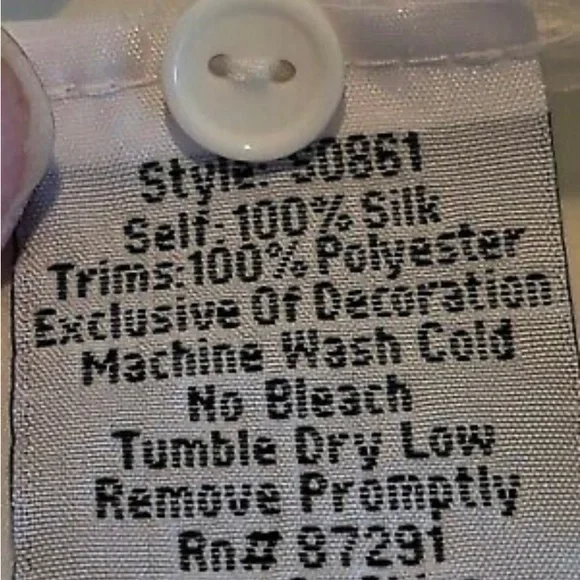 Style:
Self:100% Silk
Trims:100% Polyester
Exclusive Of Decoration
Machine Wash Cold
No Bleach
Tumble Dry Low
Remove Promptly
Rn# 87291